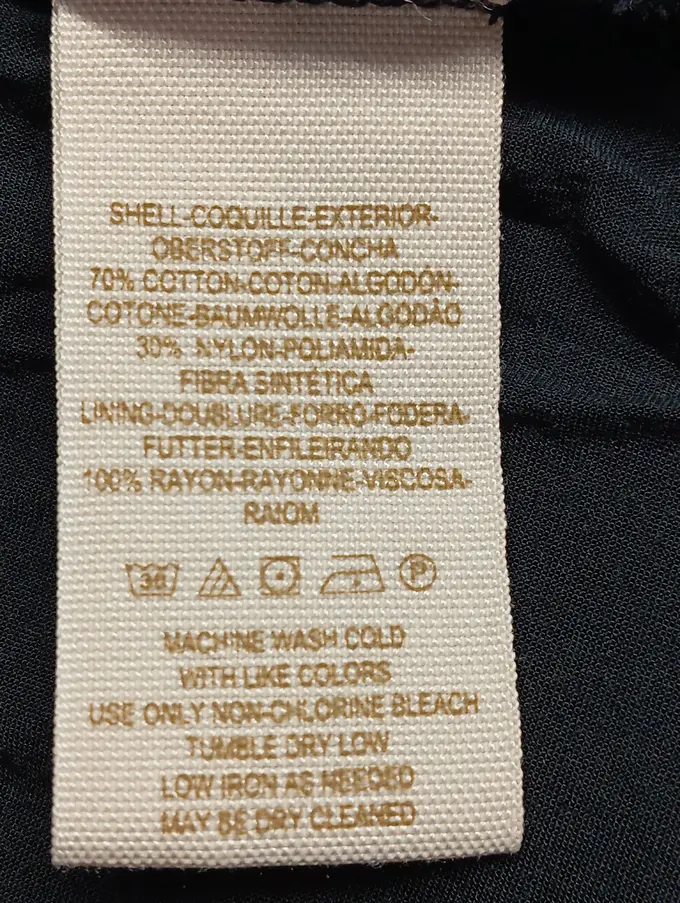 SHELL-COQUILLE-EXTERIOR-
OBERSTOFF-CONCHA
70% COTTON-COTON-ALGODON-
COTONE-BAUMWOLLE-ALGODÃO
30% NYLON-POLIAMIDA-
FIBRA SINTÉTICA
LINING-DOUBLURE-FORRO-FODERA-
FUTTER-ENFILEIRANDO
100% RAYON-RAYONNE-VISCOSA-
RAIOM
30 P
MACHINE WASH COLD
WITH LIKE COLORS
USE ONLY NON-CHLORINE BLEACH
TUMBLE DRY LOW
LOW IRON AS NEEDED
MAY BE DRY CLEANED